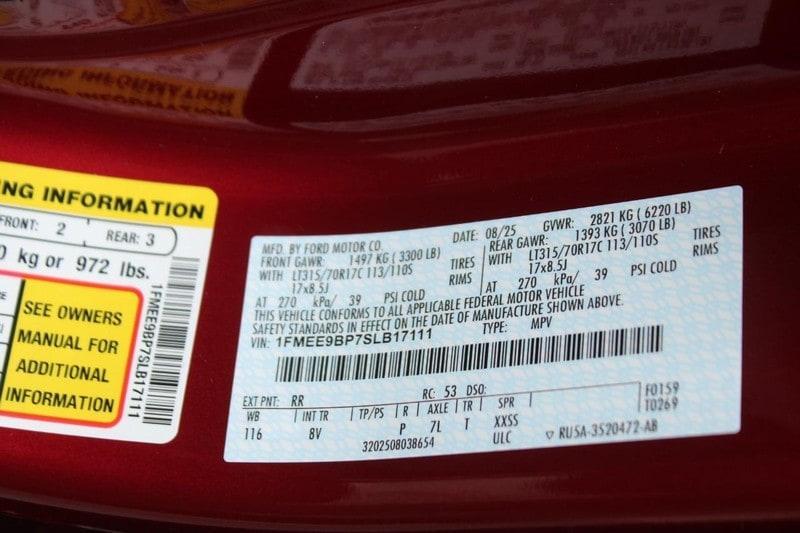 NG INFORMATION
FRONT: 2
REAR: 3
0 kg or 972 lbs.
SEE OWNERS
MANUAL FOR
ADDITIONAL
INFORMATION
1FMEE9BP7SLB17111
MFD. BY FORD MOTOR CO. DATE: 08/25 GVWR: 2821 KG ( 6220 LB)
FRONT GAWR: 1497 KG ( 3300 LB) REAR GAWR: 1393 KG ( 3070 LB)
WITH LT315/70R17C 113/110S TIRES WITH LT315/70R17C 113/110S TIRES
17x8.5J RIMS 17x8.5J RIMS
AT 270 kPa/ 39 PSI COLD AT 270 kPa/ 39 PSI COLD
THIS VEHICLE CONFORMS TO ALL APPLICABLE FEDERAL MOTOR VEHICLE
SAFETY STANDARDS IN EFFECT ON THE DATE OF MANUFACTURE SHOWN ABOVE.
VIN: 1FMEE9BP7SLB17111 TYPE: MPV
EXT PNT: RR RC: 53 DSO: F0159
WB INT TR TP/PS R AXLE TR SPR T0269
116 8V P 7L T XXSS
3202508038654 ULC ▽ RU5A-3520472-AB